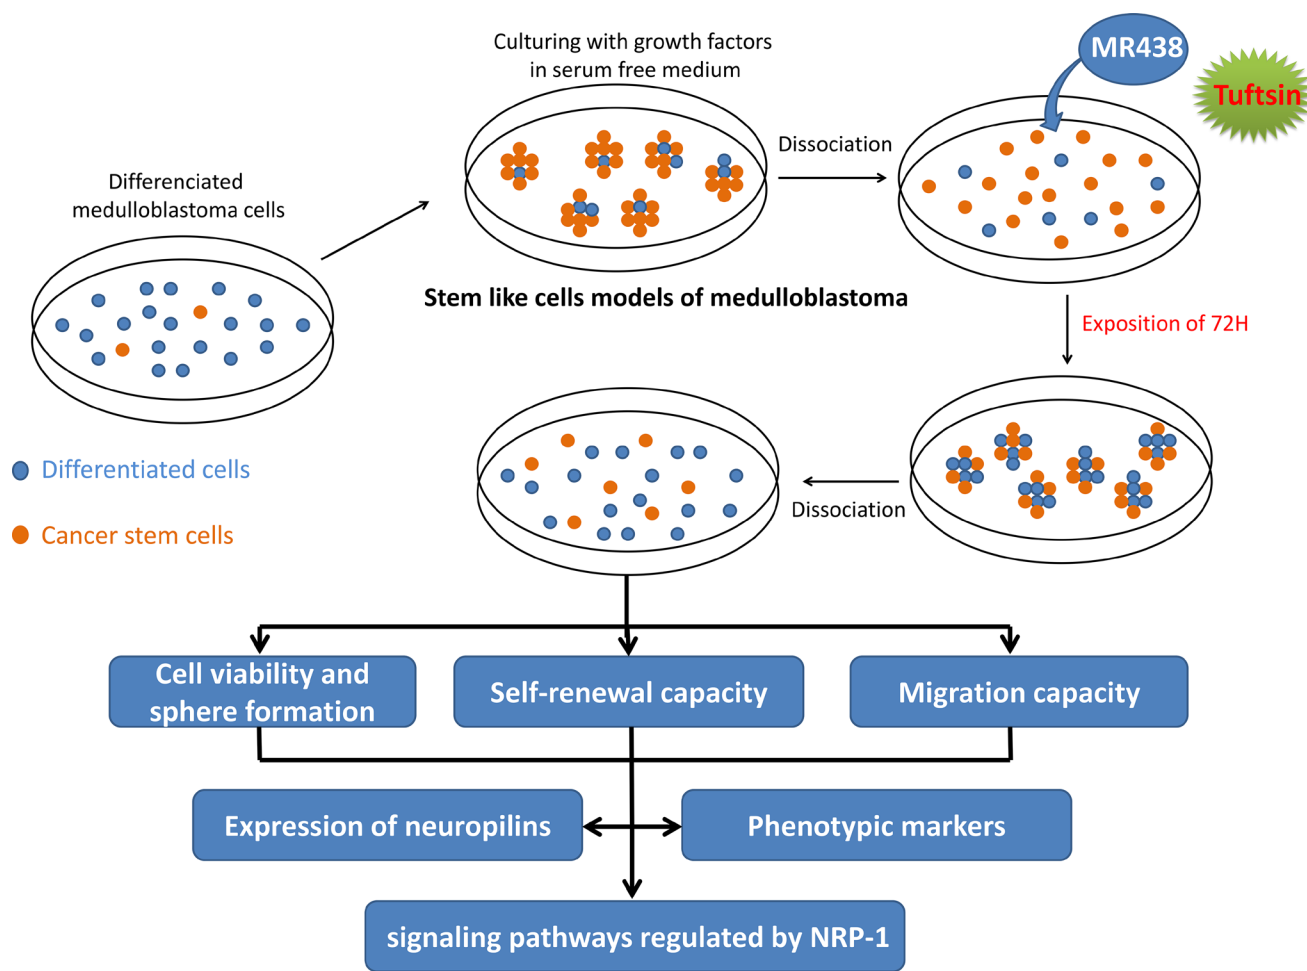 Culturing with growth factors
in serum free medium
MR438
Tuftsin
Dissociation
Differenciated
medulloblastoma cells
Stem like cells models of medulloblastoma
Exposition of 72H
Differentiated cells
Dissociation
Cancer stem cells
Cell viability and
sphere formation
Self-renewal capacity
Migration capacity
Expression of neuropilins
Phenotypic markers
signaling pathways regulated by NRP-1